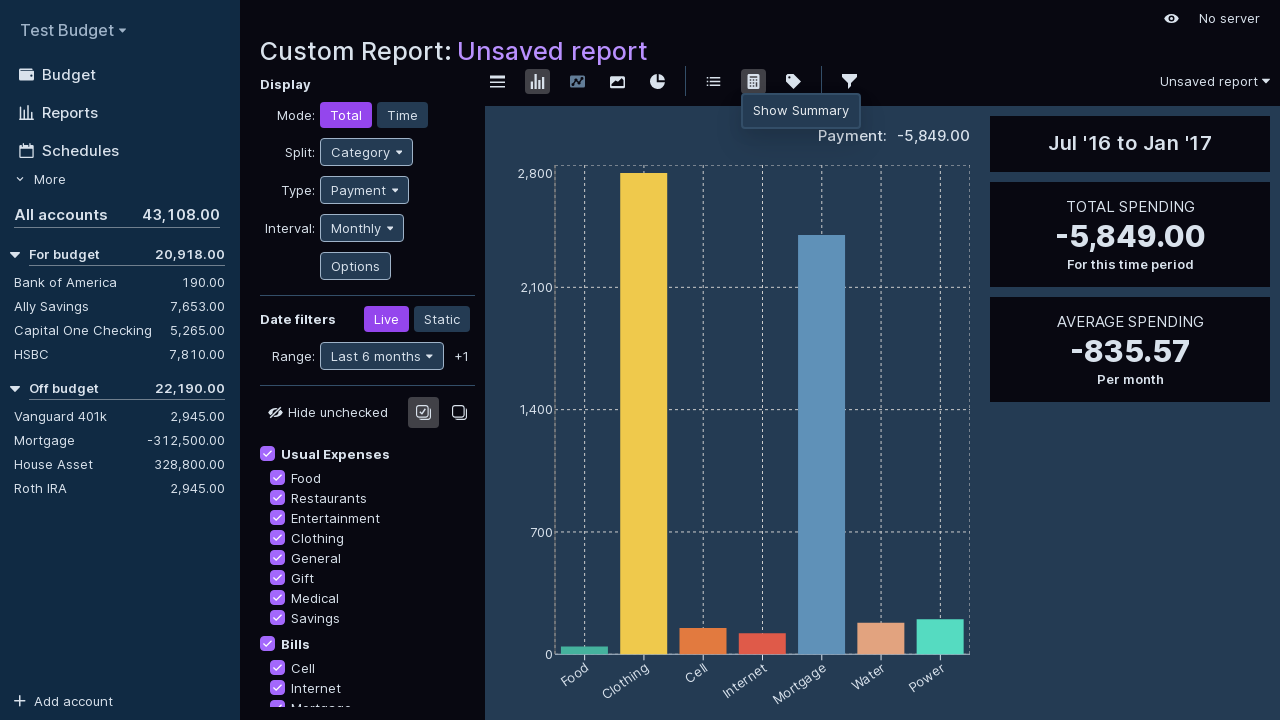 Test Budget
Budget
Reports
Schedules
More
All accounts 43,108.00
For budget 20,918.00
Bank of America 190.00
Ally Savings 7,653.00
Capital One Checking 5,265.00
HSBC 7,810.00
Off budget 22,190.00
Vanguard 401k 2,945.00
Mortgage -312,500.00
House Asset 328,800.00
Roth IRA 2,945.00
Add account
No server
Custom Report: Unsaved report
Display
Mode: Total Time
Split: Category
Type: Payment
Interval: Monthly
Options
Date filters Live Static
Range: Last 6 months +1
Hide unchecked
Usual Expenses
Food
Restaurants
Entertainment
Clothing
General
Gift
Medical
Savings
Bills
Cell
Internet
Mortgage
Unsaved report
Show Summary
Payment: -5,849.00
2,800
2,100
1,400
700
0
Food
Clothing
Cell
Internet
Mortgage
Water
Power
Jul '16 to Jan '17
TOTAL SPENDING
-5,849.00
For this time period
AVERAGE SPENDING
-835.57
Per month